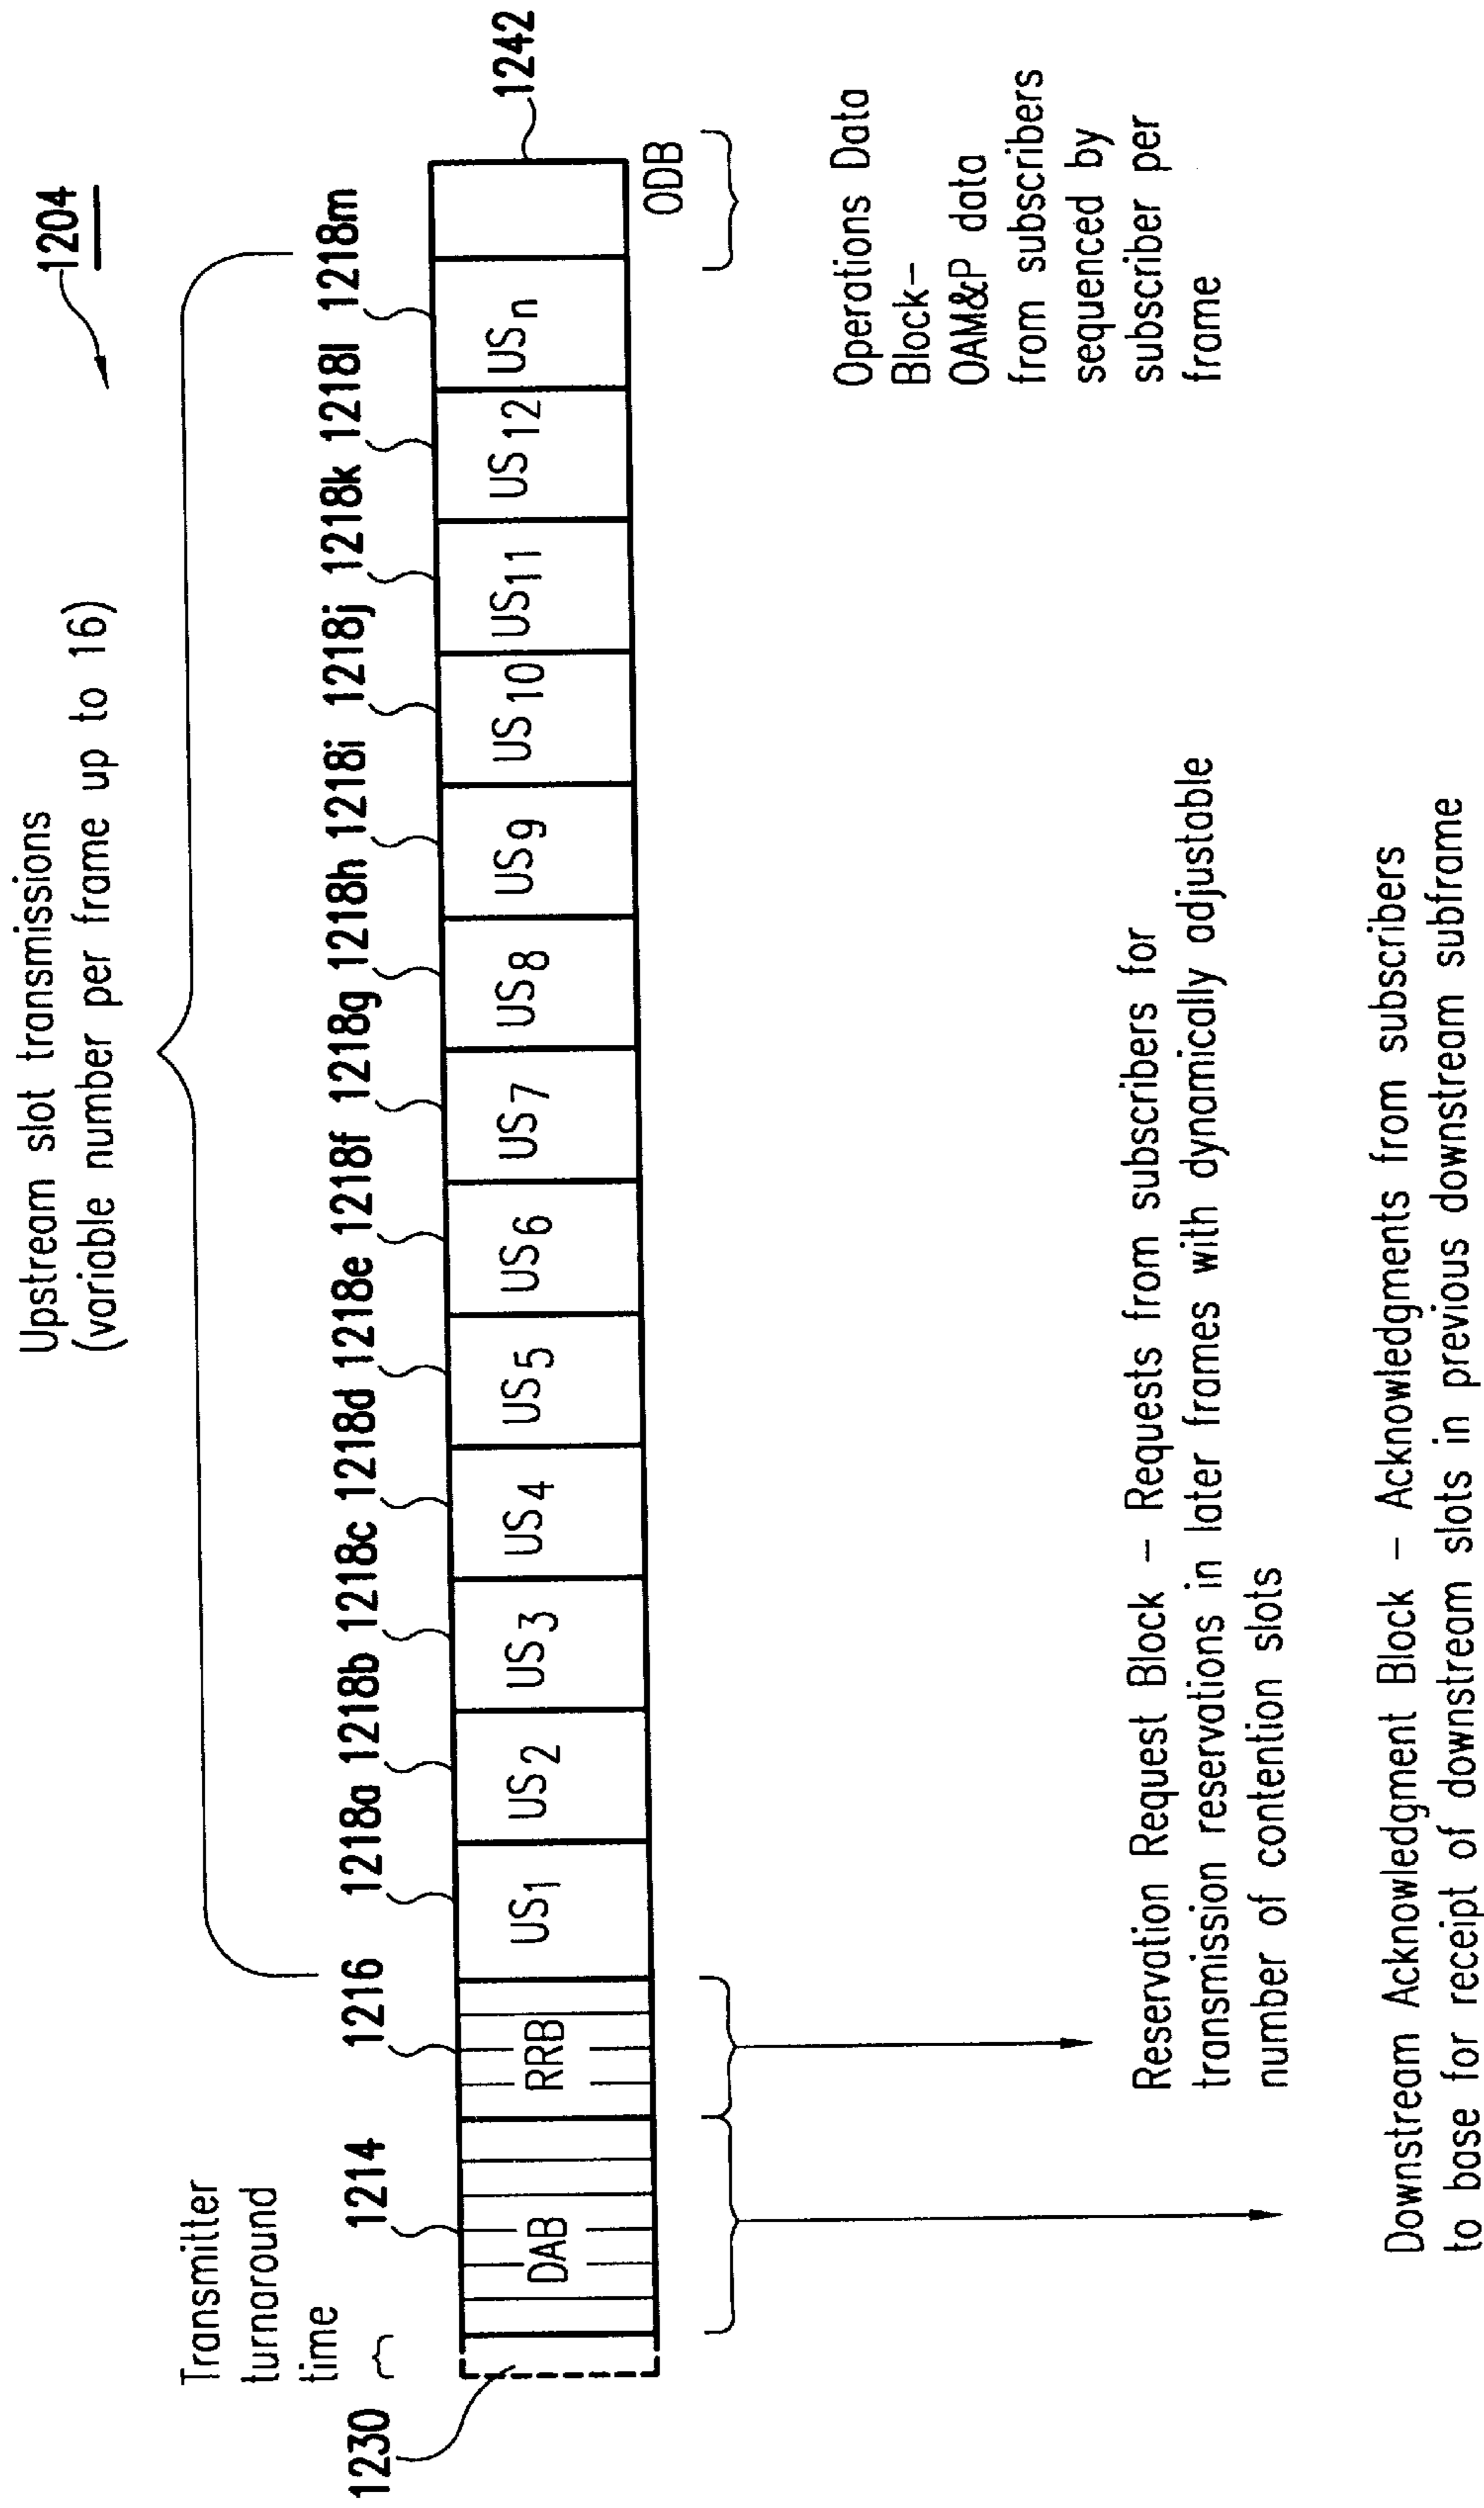 1204
Upstream slot transmissions
(variable number per frame up to 16)
Transmitter
turnaround
time
1230
1214
1216
1218a
1218b
1218c
1218d
1218e
1218f
1218g
1218h
1218i
1218j
1218k
1218l
1218m
DAB
RRB
US1
US2
US3
US4
US5
US6
US7
US8
US9
US10
US11
US12
USn
1242
ODB
Operations Data
Block-
OAM&P data
from subscribers
sequenced by
subscriber per
frame
Reservation Request Block - Requests from subscribers for
transmission reservations in later frames with dynamically adjustable
number of contention slots
Downstream Acknowledgment Block - Acknowledgments from subscribers
to base for receipt of downstream slots in previous downstream subframe